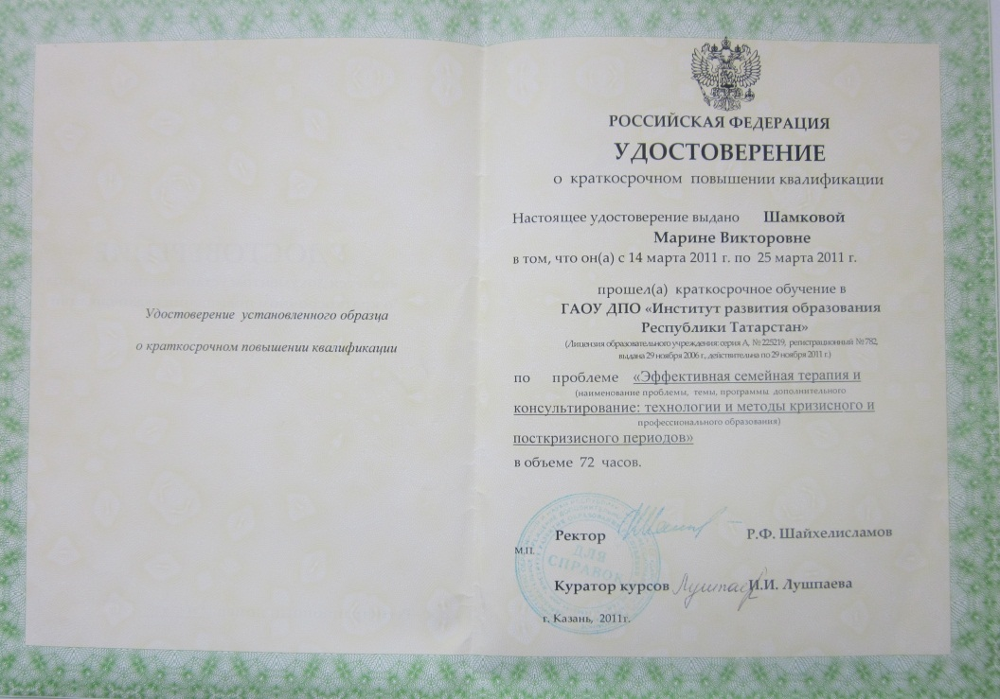 Удостоверение установленного образца
о краткосрочном повышении квалификации
РОССИЙСКАЯ ФЕДЕРАЦИЯ
УДОСТОВЕРЕНИЕ
о краткосрочном повышении квалификации
Настоящее удостоверение выдано Шамковой
Марине Викторовне
в том, что он(а) с 14 марта 2011 г. по 25 марта 2011 г.
прошел(а) краткосрочное обучение в
ГАОУ ДПО «Институт развития образования
Республики Татарстан»
(Лицензия образовательного учреждения: серия А, № 225219, регистрационный № 782,
выдана 29 ноября 2006 г., действительна по 29 ноября 2011 г.)
по проблеме «Эффективная семейная терапия и
(наименование проблемы, темы, программы дополнительного
консультирование: технологии и методы кризисного и
профессионального образования)
посткризисного периодов»
в объеме 72 часов.
Ректор Р.Ф. Шайхелисламов
М.П.
ДЛЯ
СПРАВОК
Куратор курсов Лушпаева И.И. Лушпаева
г. Казань, 2011г.